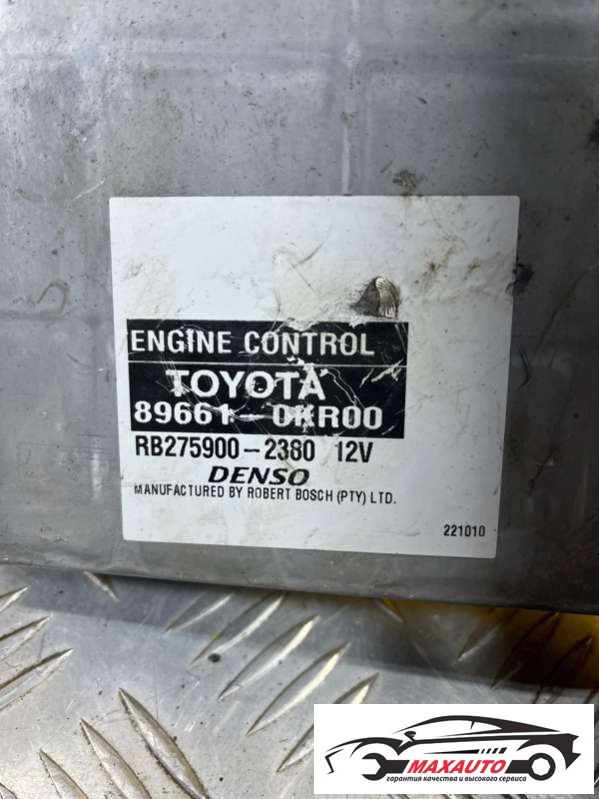 ENGINE CONTROL
TOYOTA
89661-0KR00
RB275900-2380 12V
DENSO
MANUFACTURED BY ROBERT BOSCH (PTY) LTD.
221010
MAXAUTO
гарантия качества и высокого сервиса